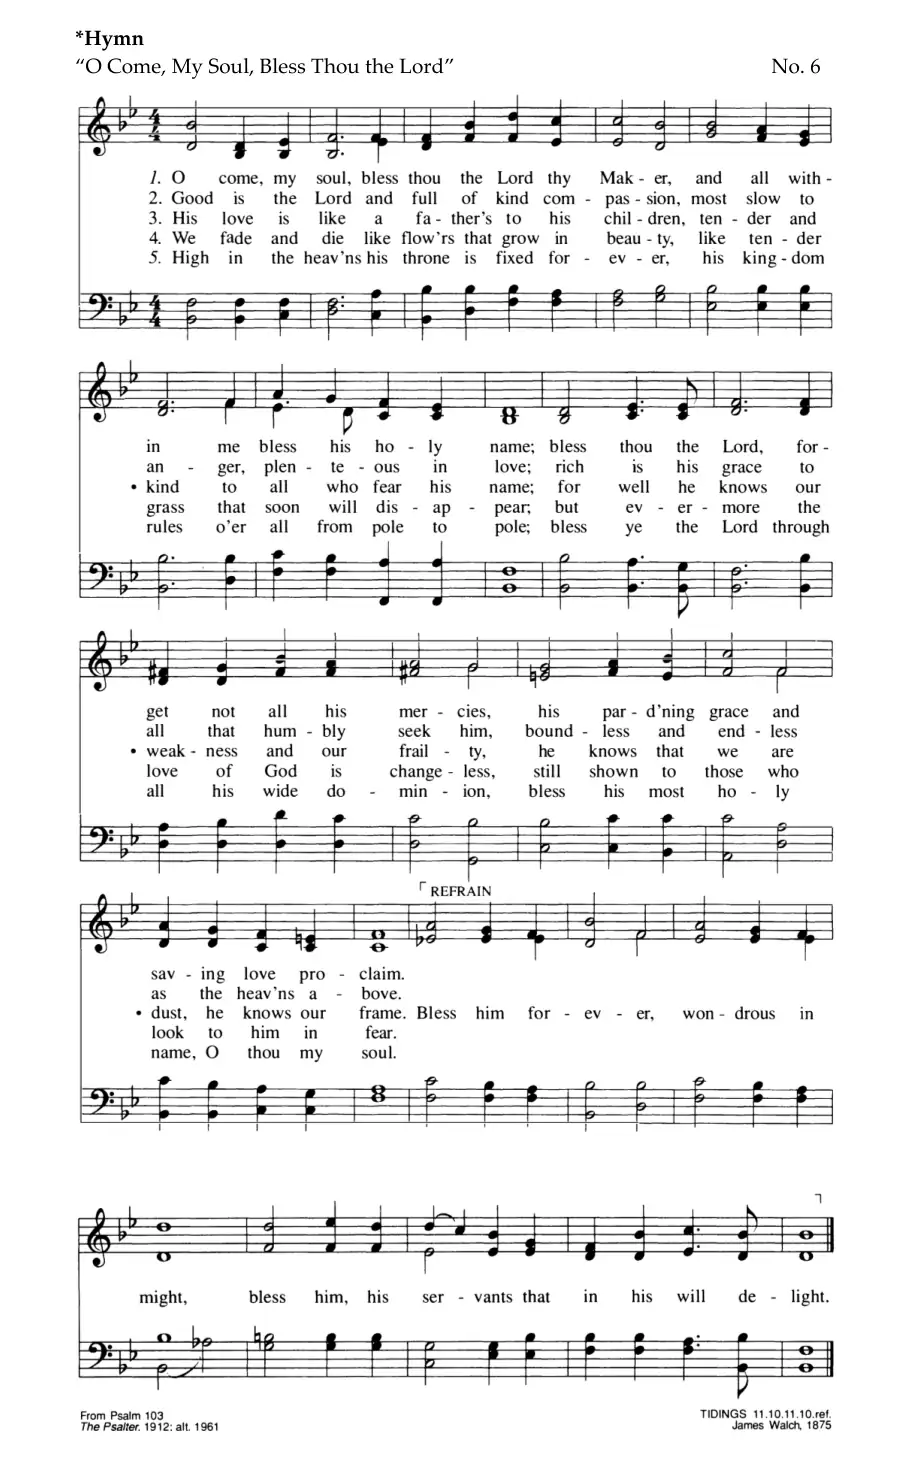 *Hymn
“O Come, My Soul, Bless Thou the Lord” No. 6
1. O come, my soul, bless thou the Lord thy Mak - er, and all with -
2. Good is the Lord and full of kind com - pas - sion, most slow to
3. His love is like a fa - ther's to his chil - dren, ten - der and
4. We fade and die like flow'rs that grow in beau - ty, like ten - der
5. High in the heav'ns his throne is fixed for - ev - er, his king - dom
in me bless his ho - ly name; bless thou the Lord, for -
an - ger, plen - te - ous in love; rich is his grace to
• kind to all who fear his name; for well he knows our
grass that soon will dis - ap - pear; but ev - er - more the
rules o'er all from pole to pole; bless ye the Lord through
get not all his mer - cies, his par - d'ning grace and
all that hum - bly seek him, bound - less and end - less
• weak - ness and our frail - ty, he knows that we are
love of God is change - less, still shown to those who
all his wide do - min - ion, bless his most ho - ly
REFRAIN
sav - ing love pro - claim.
as the heav'ns a - bove.
• dust, he knows our frame. Bless him for - ev - er, won - drous in
look to him in fear.
name, O thou my soul.
might, bless him, his ser - vants that in his will de - light.
From Psalm 103 TIDINGS 11.10.11.10.ref.
The Psalter, 1912; alt. 1961 James Walch, 1875